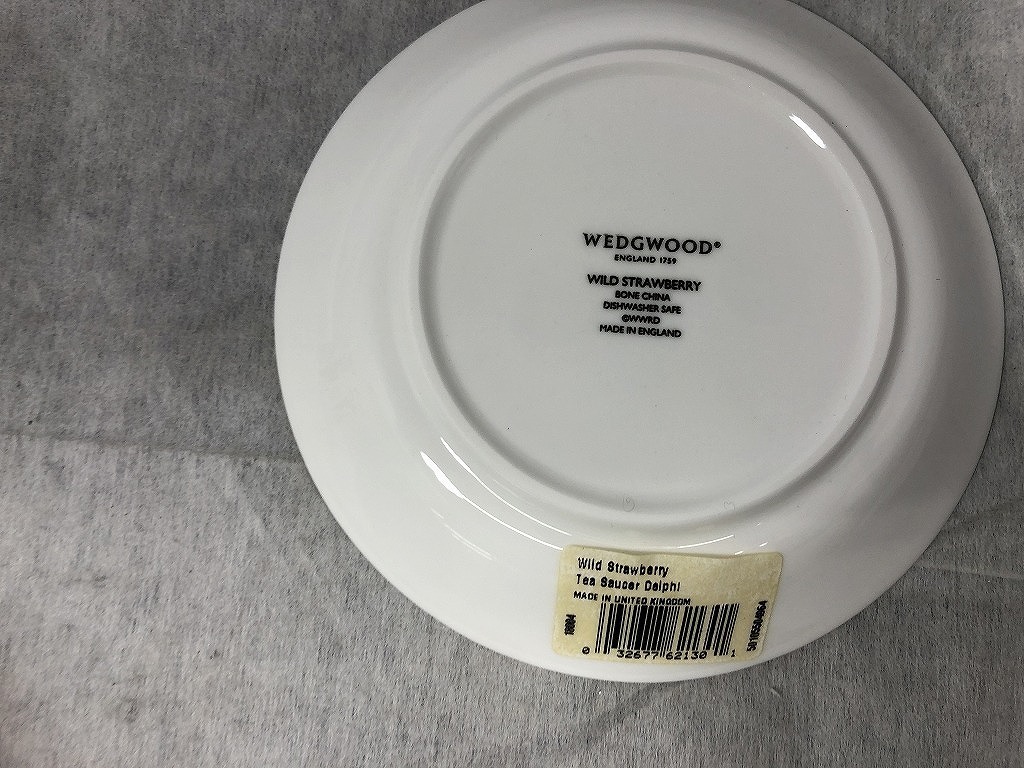 WEDGWOOD®
ENGLAND 1759
WILD STRAWBERRY
BONE CHINA
DISHWASHER SAFE
©WWRD
MADE IN ENGLAND
Wild Strawberry
Tea Saucer Delphi
MADE IN UNITED KINGDOM
0 32677 62130 1